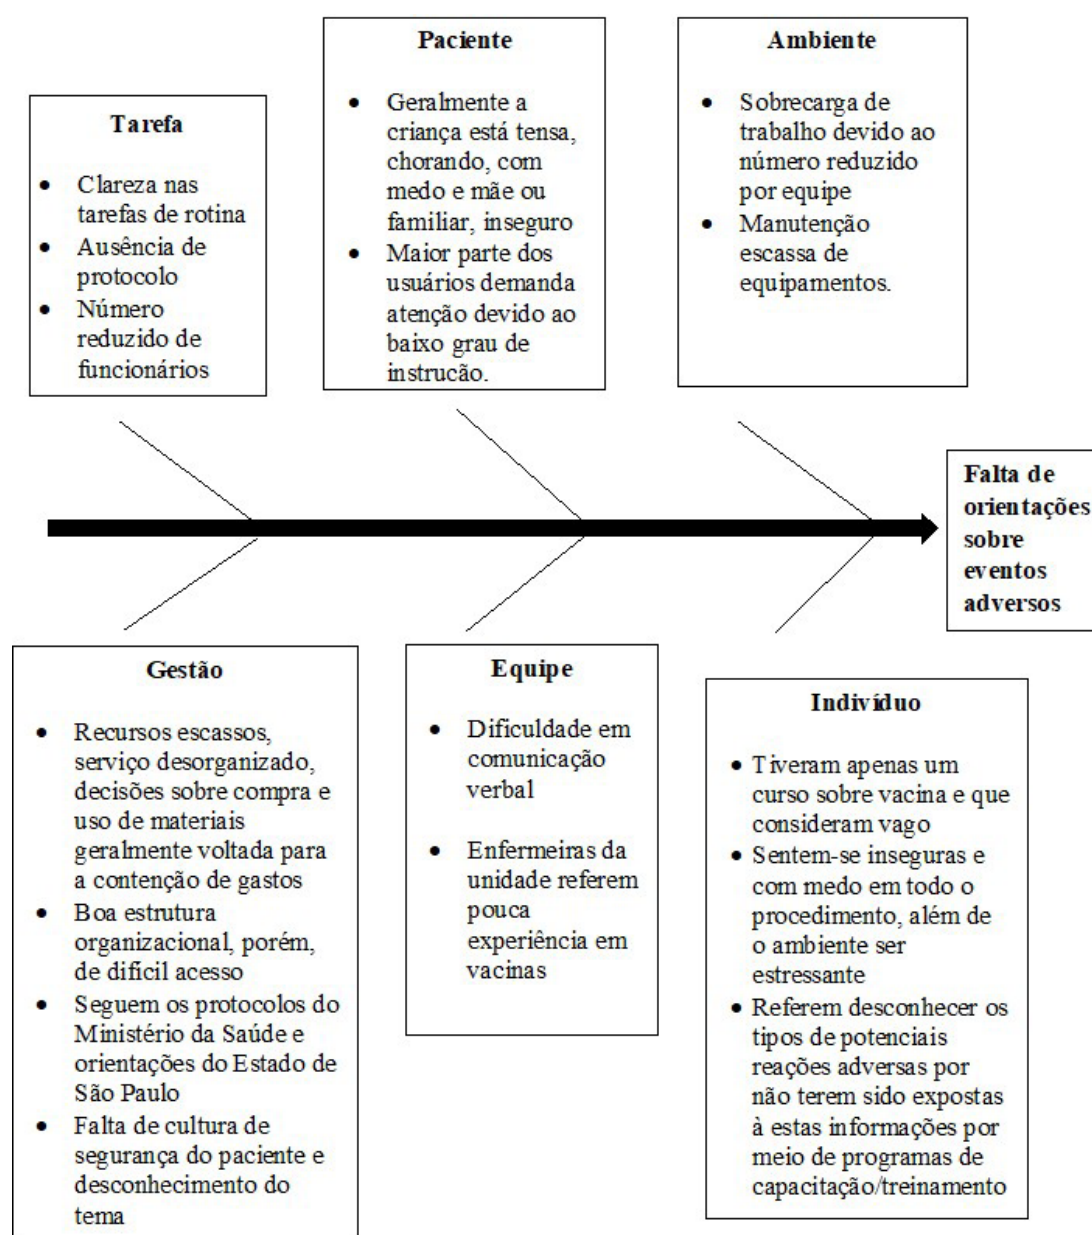 Paciente
Geralmente a
criança está tensa,
chorando, com
medo e mãe ou
familiar, inseguro
Maior parte dos
usuários demanda
atenção devido ao
baixo grau de
instrucão.
Ambiente
Sobrecarga de
trabalho devido ao
número reduzido
por equipe
Manutenção
escassa de
equipamentos.
Tarefa
Clareza nas
tarefas de rotina
Ausência de
protocolo
Número
reduzido de
funcionários
Falta de
orientações
sobre
eventos
adversos
Gestão
Recursos escassos,
serviço desorganizado,
decisões sobre compra e
uso de materiais
geralmente voltada para
a contenção de gastos
Boa estrutura
organizacional, porém,
de difícil acesso
Seguem os protocolos do
Ministério da Saúde e
orientações do Estado de
São Paulo
Falta de cultura de
segurança do paciente e
desconhecimento do
tema
Equipe
Dificuldade em
comunicação
verbal
Enfermeiras da
unidade referem
pouca
experiência em
vacinas
Indivíduo
Tiveram apenas um
curso sobre vacina e que
consideram vago
Sentem-se inseguras e
com medo em todo o
procedimento, além de
o ambiente ser
estressante
Referem desconhecer os
tipos de potenciais
reações adversas por
não terem sido expostas
à estas informações por
meio de programas de
capacitação/treinamento